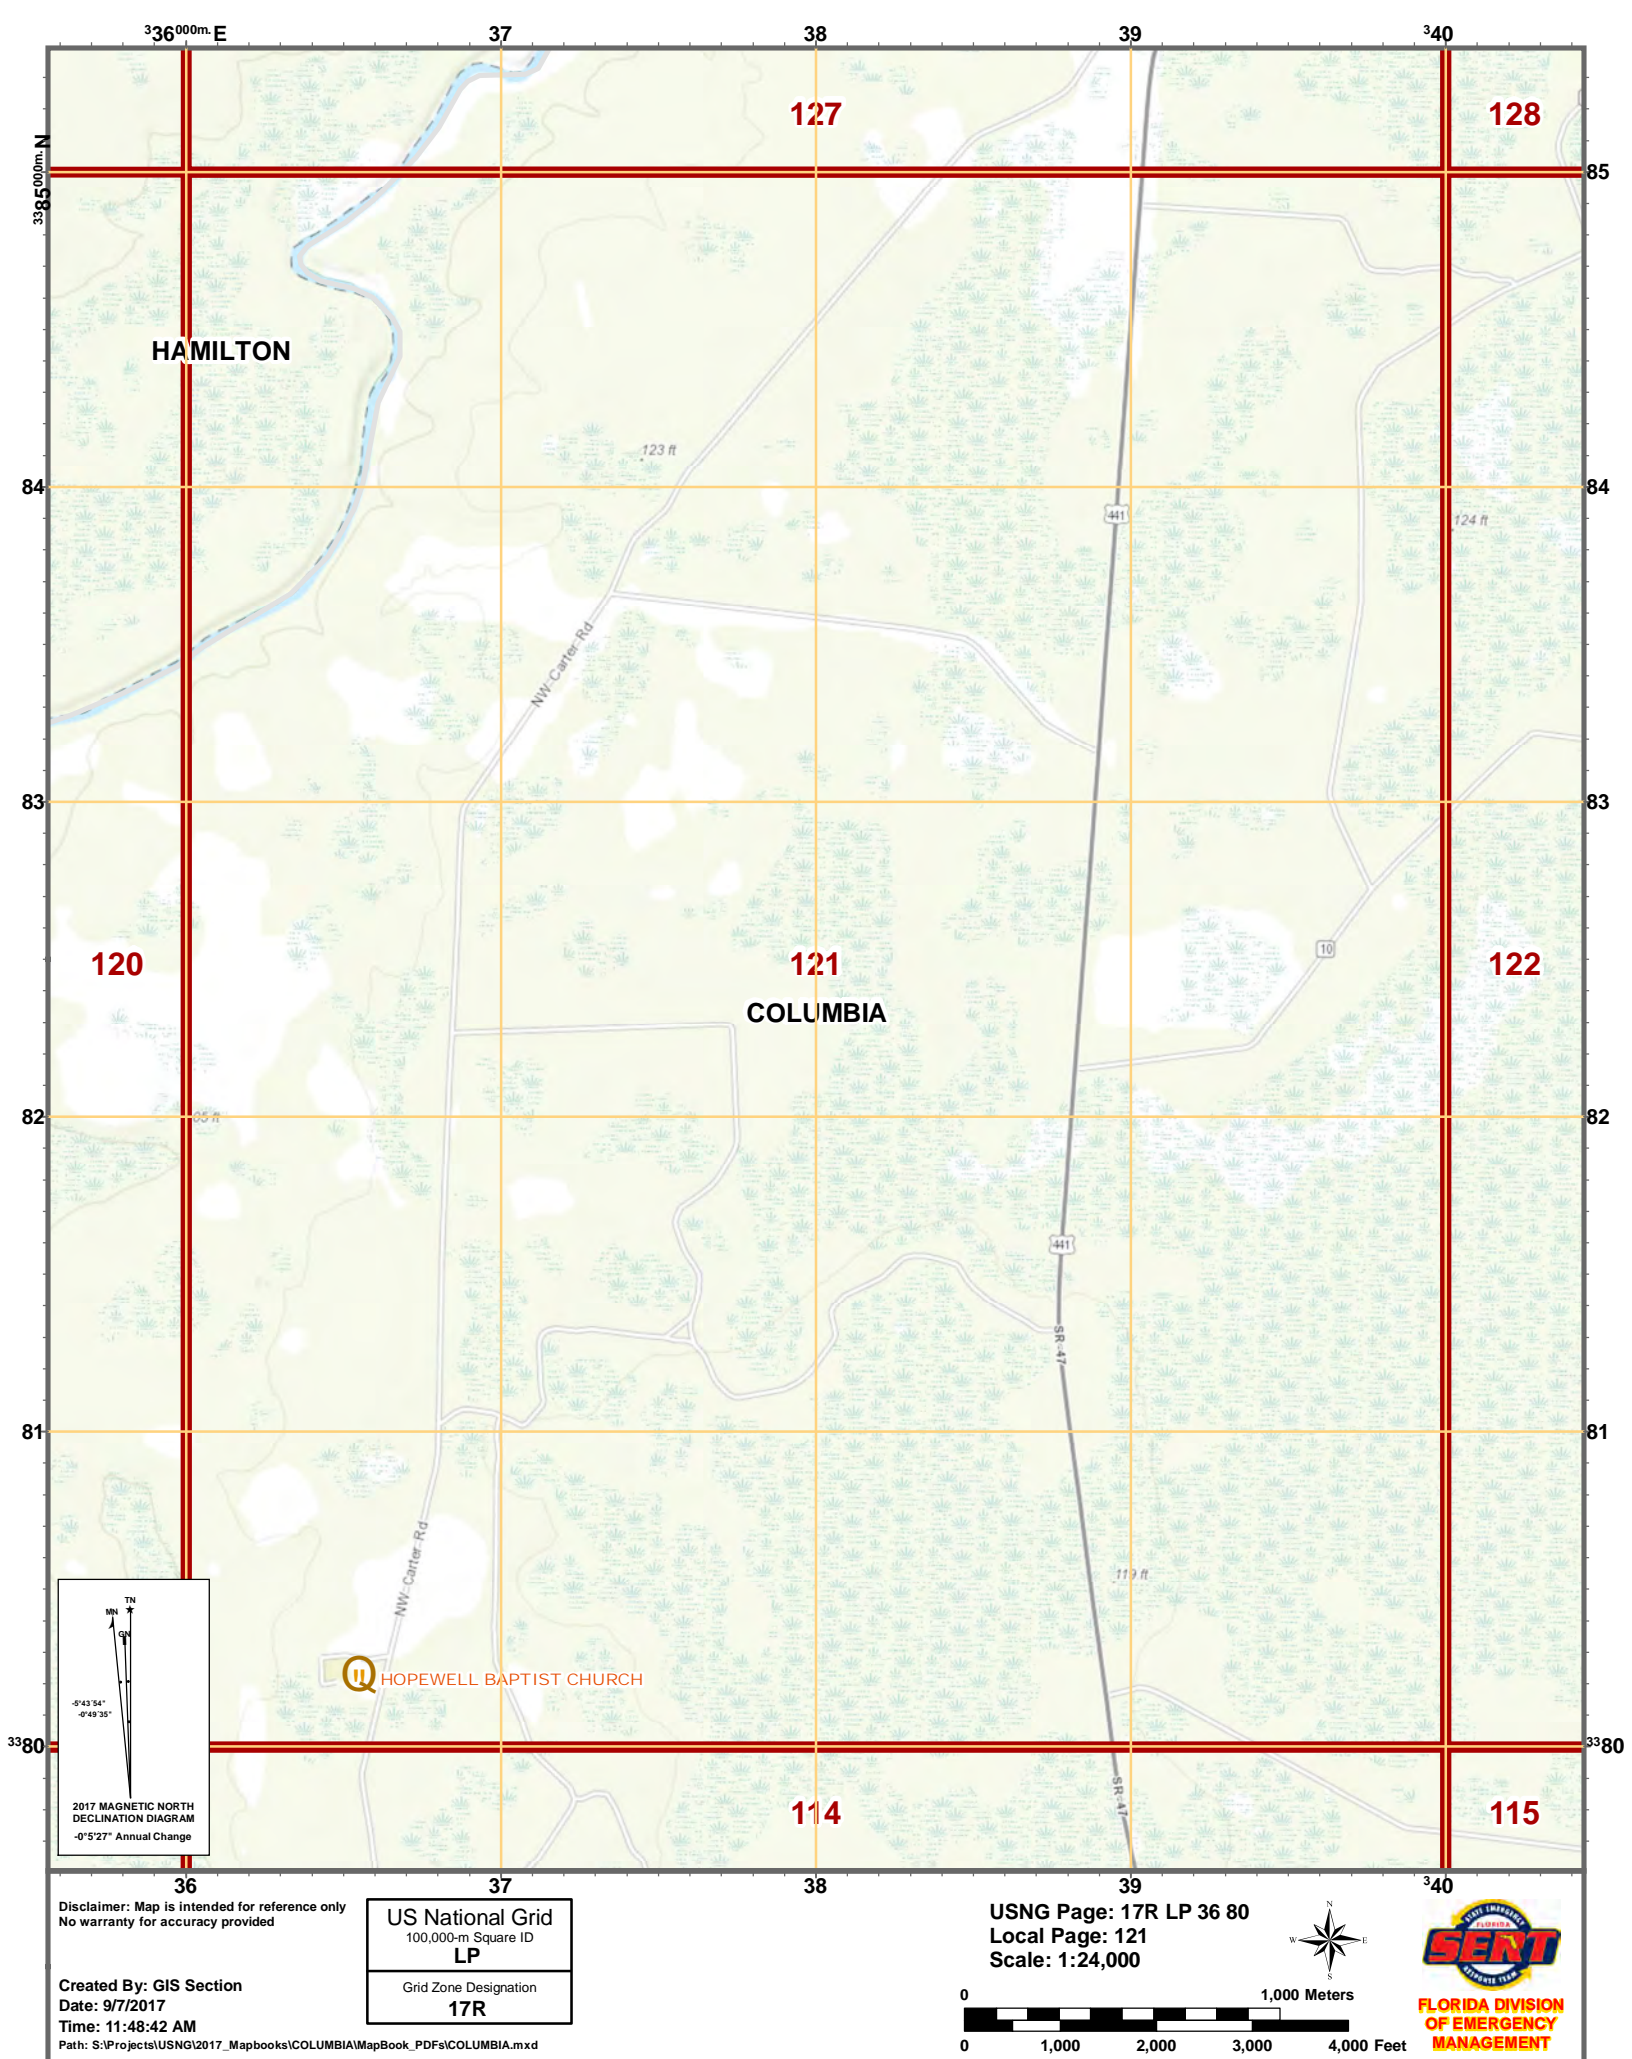 336000m.E 37 38 39 340
127 128
3385000m.N 85
HAMILTON
123 ft
84 84
441
124 ft
NW Carter Rd
83 83
10
120 121 122
COLUMBIA
82 82
441
SR-47
81 81
NW Carter Rd
119 ft
TN
MN
GN
HOPEWELL BAPTIST CHURCH
-5°43'54"
-0°49'35"
3380 3380
2017 MAGNETIC NORTH
DECLINATION DIAGRAM
-0°5'27" Annual Change
SR-47
114 115
36 37 38 39 340
Disclaimer: Map is intended for reference only
No warranty for accuracy provided
Created By: GIS Section
Date: 9/7/2017
Time: 11:48:42 AM
Path: S:\Projects\USNG\2017_Mapbooks\COLUMBIA\MapBook_PDFs\COLUMBIA.mxd
US National Grid
100,000-m Square ID
LP
Grid Zone Designation
17R
USNG Page: 17R LP 36 80
Local Page: 121
Scale: 1:24,000
N
W E
S
0 1,000 Meters
0 1,000 2,000 3,000 4,000 Feet
STATE EMERGENCY
FLORIDA
SERT
RESPONSE TEAM
FLORIDA DIVISION
OF EMERGENCY
MANAGEMENT